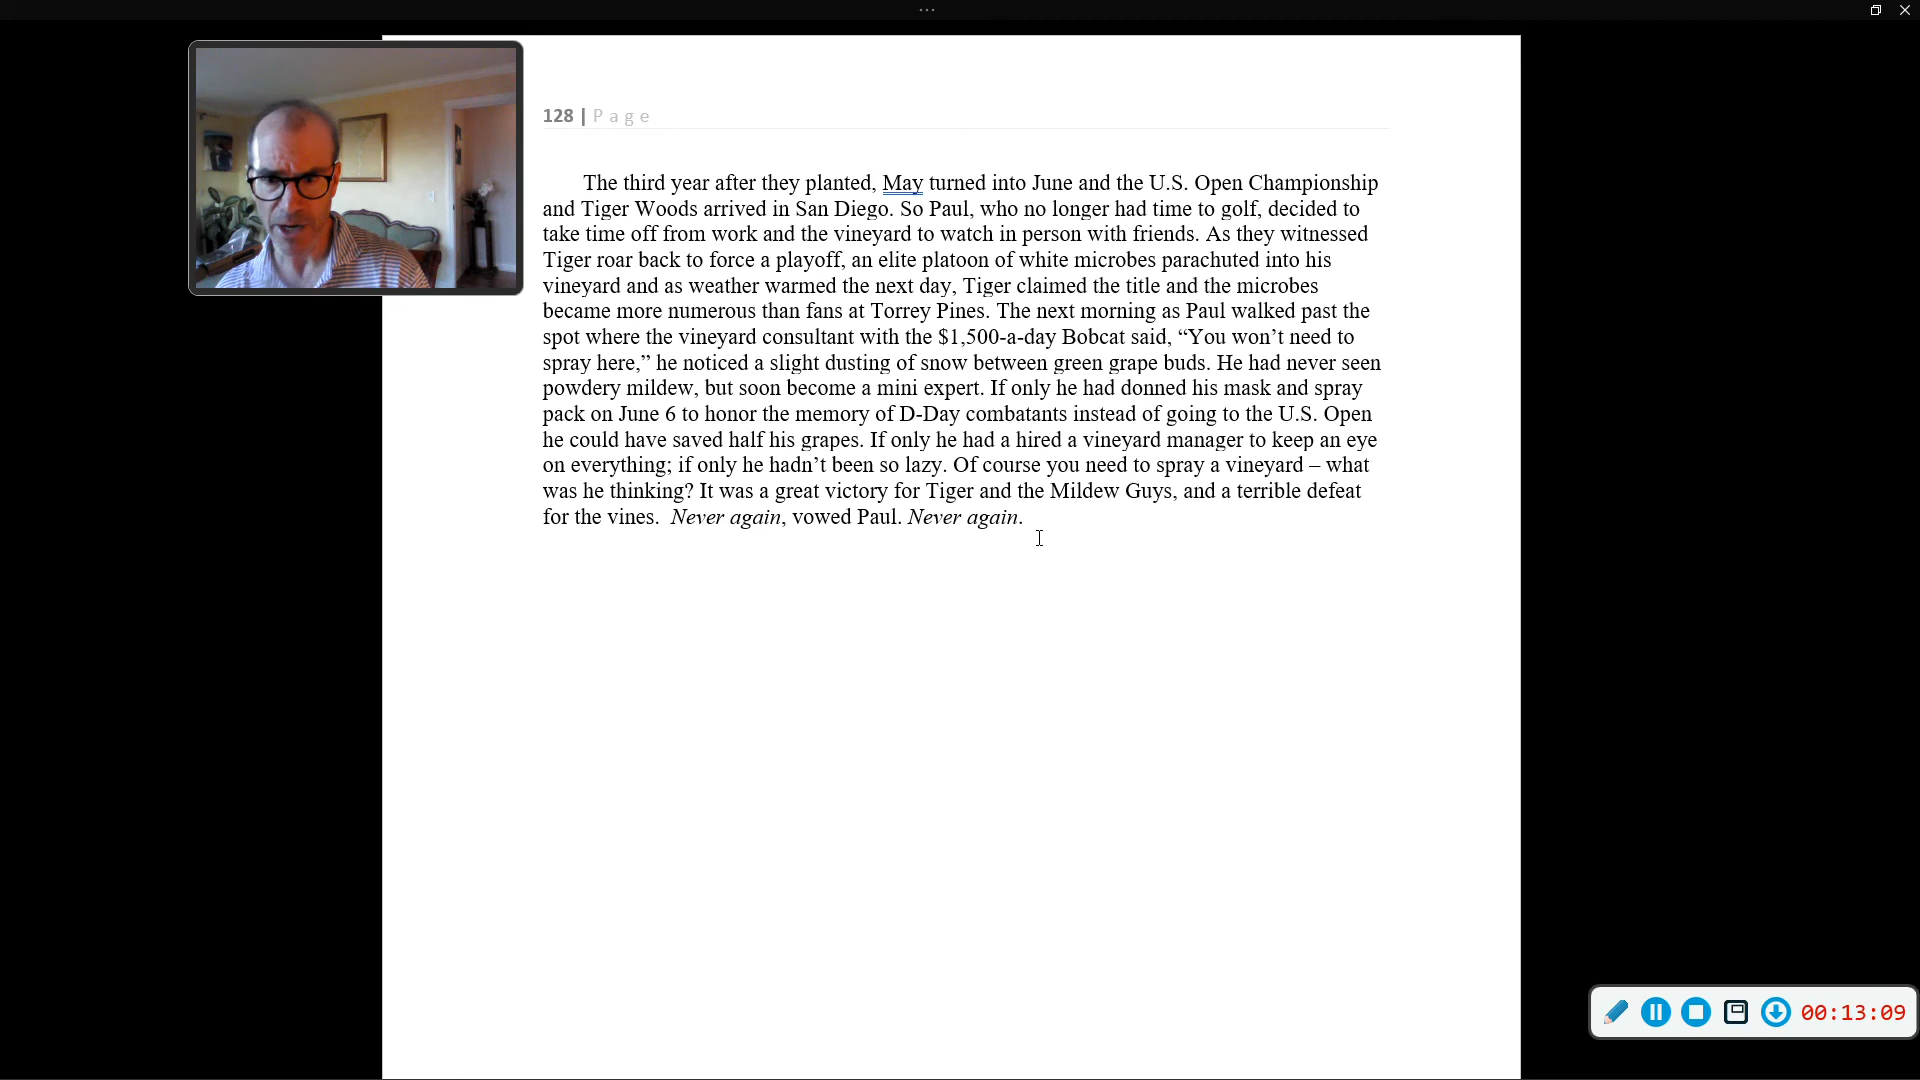 128 | Page
The third year after they planted, May turned into June and the U.S. Open Championship
and Tiger Woods arrived in San Diego. So Paul, who no longer had time to golf, decided to
take time off from work and the vineyard to watch in person with friends. As they witnessed
Tiger roar back to force a playoff, an elite platoon of white microbes parachuted into his
vineyard and as weather warmed the next day, Tiger claimed the title and the microbes
became more numerous than fans at Torrey Pines. The next morning as Paul walked past the
spot where the vineyard consultant with the $1,500-a-day Bobcat said, “You won’t need to
spray here,” he noticed a slight dusting of snow between green grape buds. He had never seen
powdery mildew, but soon become a mini expert. If only he had donned his mask and spray
pack on June 6 to honor the memory of D-Day combatants instead of going to the U.S. Open
he could have saved half his grapes. If only he had a hired a vineyard manager to keep an eye
on everything; if only he hadn’t been so lazy. Of course you need to spray a vineyard – what
was he thinking? It was a great victory for Tiger and the Mildew Guys, and a terrible defeat
for the vines.  Never again, vowed Paul. Never again.
00:13:09